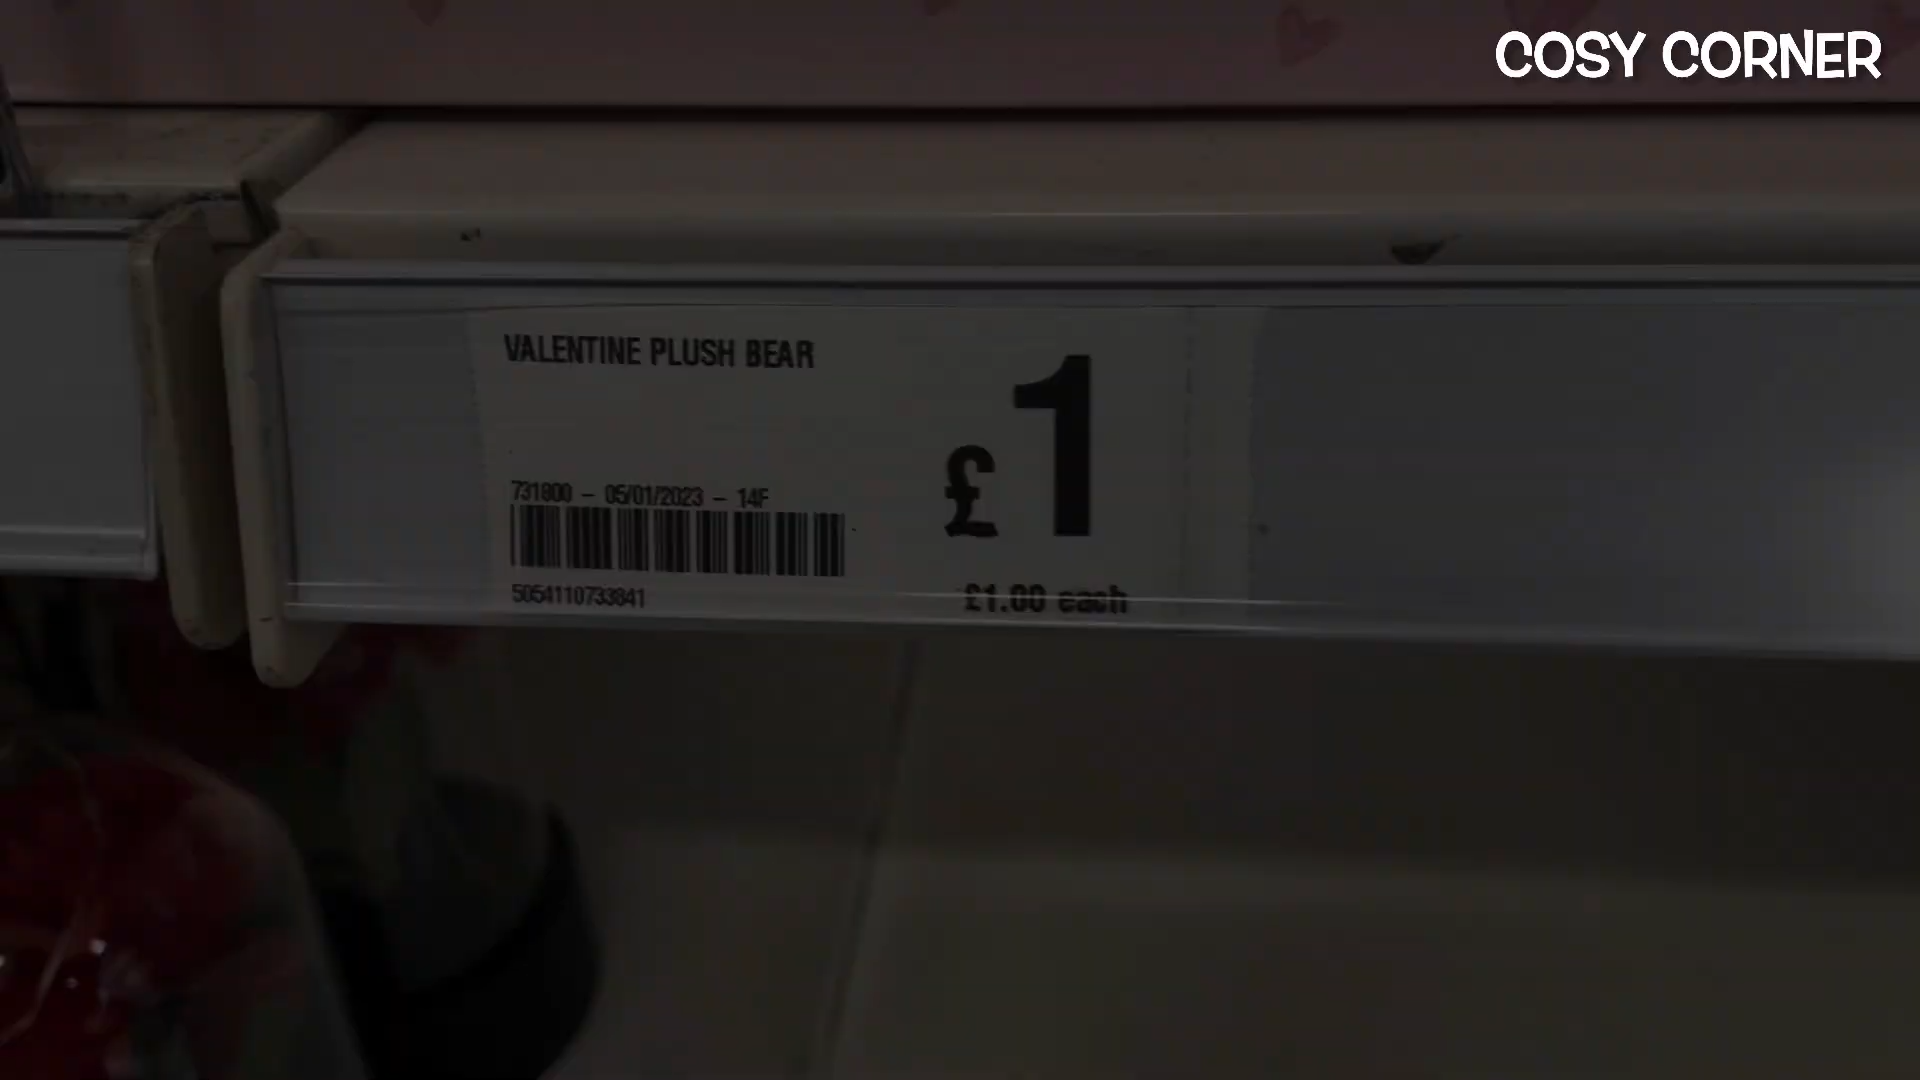 COSY CORNER
VALENTINE PLUSH BEAR
£1
731800 - 05/01/2023 - 14F
5054110733841
£1.00 each